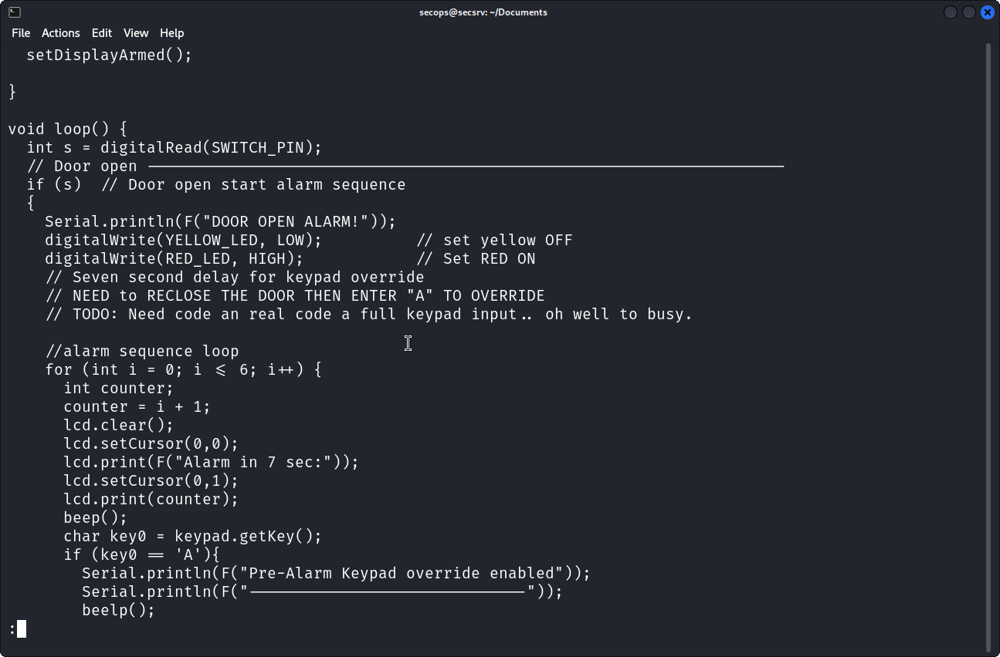 secops@secsrv: ~/Documents
File Actions Edit View Help
  setDisplayArmed();

}

void loop() {
  int s = digitalRead(SWITCH_PIN);
  // Door open ---------------------------------------------------------------------
  if (s)  // Door open start alarm sequence
  {
    Serial.println(F("DOOR OPEN ALARM!"));
    digitalWrite(YELLOW_LED, LOW);          // set yellow OFF
    digitalWrite(RED_LED, HIGH);            // Set RED ON
    // Seven second delay for keypad override
    // NEED to RECLOSE THE DOOR THEN ENTER "A" TO OVERRIDE
    // TODO: Need code an real code a full keypad input.. oh well to busy.

    //alarm sequence loop
    for (int i = 0; i <= 6; i++) {
      int counter;
      counter = i + 1;
      lcd.clear();
      lcd.setCursor(0,0);
      lcd.print(F("Alarm in 7 sec:"));
      lcd.setCursor(0,1);
      lcd.print(counter);
      beep();
      char key0 = keypad.getKey();
      if (key0 == 'A'){
        Serial.println(F("Pre-Alarm Keypad override enabled"));
        Serial.println(F("------------------------------"));
        beelp();
: